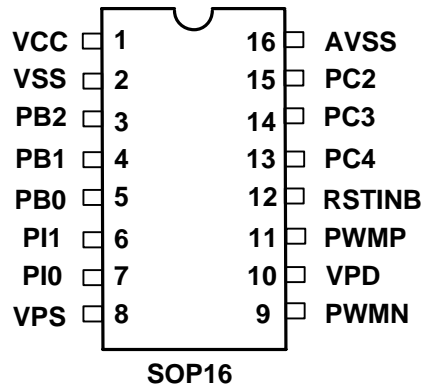 VCC 1 16 AVSS
VSS 2 15 PC2
PB2 3 14 PC3
PB1 4 13 PC4
PB0 5 12 RSTINB
PI1 6 11 PWMP
PI0 7 10 VPD
VPS 8 9 PWMN
SOP16